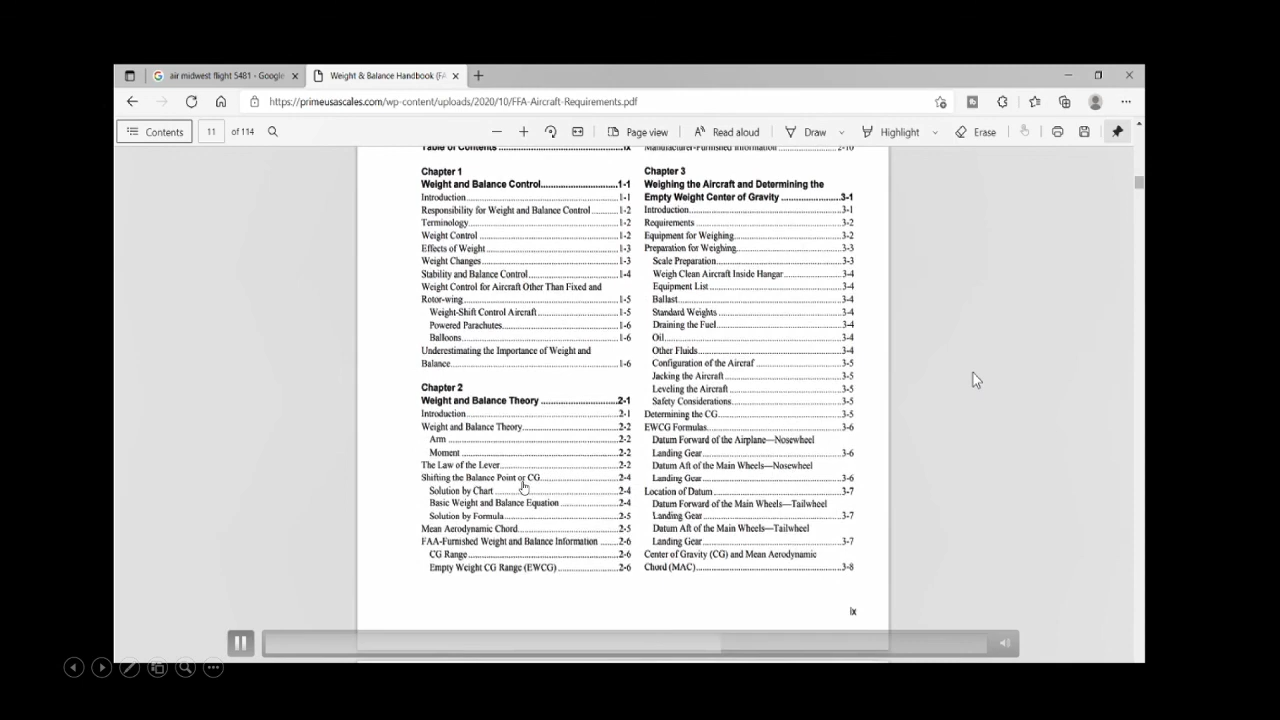 air midwest flight 5481 - Google
Weight & Balance Handbook (FA
https://primeusascales.com/wp-content/uploads/2020/10/FFA-Aircraft-Requirements.pdf
Contents
11
of 114
Page view
Read aloud
Draw
Highlight
Erase
Table of Contents ix
Chapter 1
Weight and Balance Control 1-1
Introduction 1-1
Responsibility for Weight and Balance Control 1-2
Terminology 1-2
Weight Control 1-2
Effects of Weight 1-3
Weight Changes 1-3
Stability and Balance Control 1-4
Weight Control for Aircraft Other Than Fixed and
Rotor-wing 1-5
Weight-Shift Control Aircraft 1-5
Powered Parachutes 1-6
Balloons 1-6
Underestimating the Importance of Weight and
Balance 1-6
Chapter 2
Weight and Balance Theory 2-1
Introduction 2-1
Weight and Balance Theory 2-2
Arm 2-2
Moment 2-2
The Law of the Lever 2-2
Shifting the Balance Point or CG 2-4
Solution by Chart 2-4
Basic Weight and Balance Equation 2-4
Solution by Formula 2-5
Mean Aerodynamic Chord 2-5
FAA-Furnished Weight and Balance Information 2-6
CG Range 2-6
Empty Weight CG Range (EWCG) 2-6
Manufacturer-Furnished Information 2-10
Chapter 3
Weighing the Aircraft and Determining the
Empty Weight Center of Gravity 3-1
Introduction 3-1
Requirements 3-2
Equipment for Weighing 3-2
Preparation for Weighing 3-3
Scale Preparation 3-3
Weigh Clean Aircraft Inside Hangar 3-4
Equipment List 3-4
Ballast 3-4
Standard Weights 3-4
Draining the Fuel 3-4
Oil 3-4
Other Fluids 3-4
Configuration of the Aircraf 3-5
Jacking the Aircraft 3-5
Leveling the Aircraft 3-5
Safety Considerations 3-5
Determining the CG 3-5
EWCG Formulas 3-6
Datum Forward of the Airplane—Nosewheel
Landing Gear 3-6
Datum Aft of the Main Wheels—Nosewheel
Landing Gear 3-6
Location of Datum 3-7
Datum Forward of the Main Wheels—Tailwheel
Landing Gear 3-7
Datum Aft of the Main Wheels—Tailwheel
Landing Gear 3-7
Center of Gravity (CG) and Mean Aerodynamic
Chord (MAC) 3-8
ix